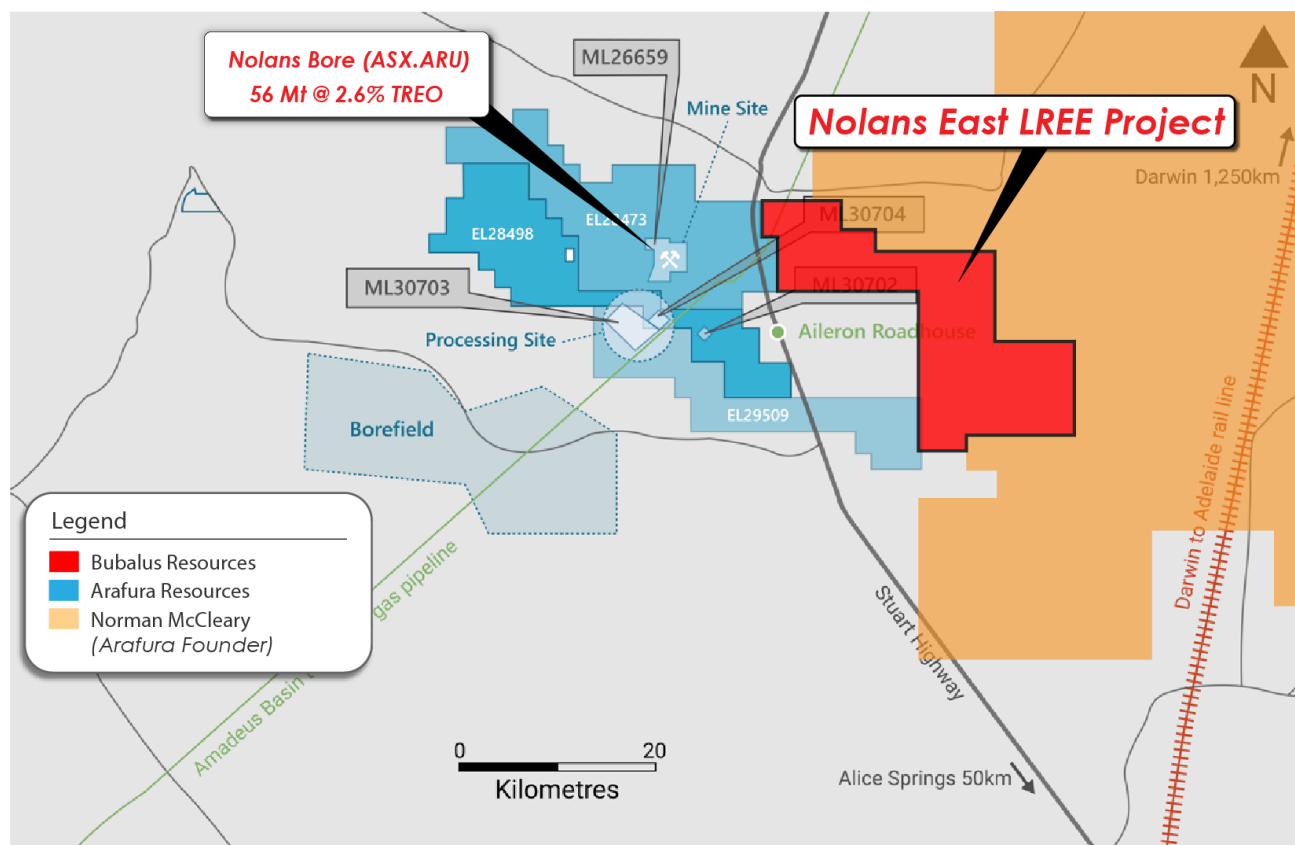 Nolans Bore (ASX.ARU)
56 Mt @ 2.6% TREO
ML26659
Mine Site
Nolans East LREE Project
N
Darwin 1,250km
EL28473
EL28498
ML30704
ML30703
ML30702
Processing Site
Aileron Roadhouse
EL29509
Borefield
Darwin to Adelaide rail line
Legend
Bubalus Resources
Arafura Resources
Norman McCleary
(Arafura Founder)
Amadeus Basin
gas pipeline
Stuart Highway
0 20
Kilometres
Alice Springs 50km